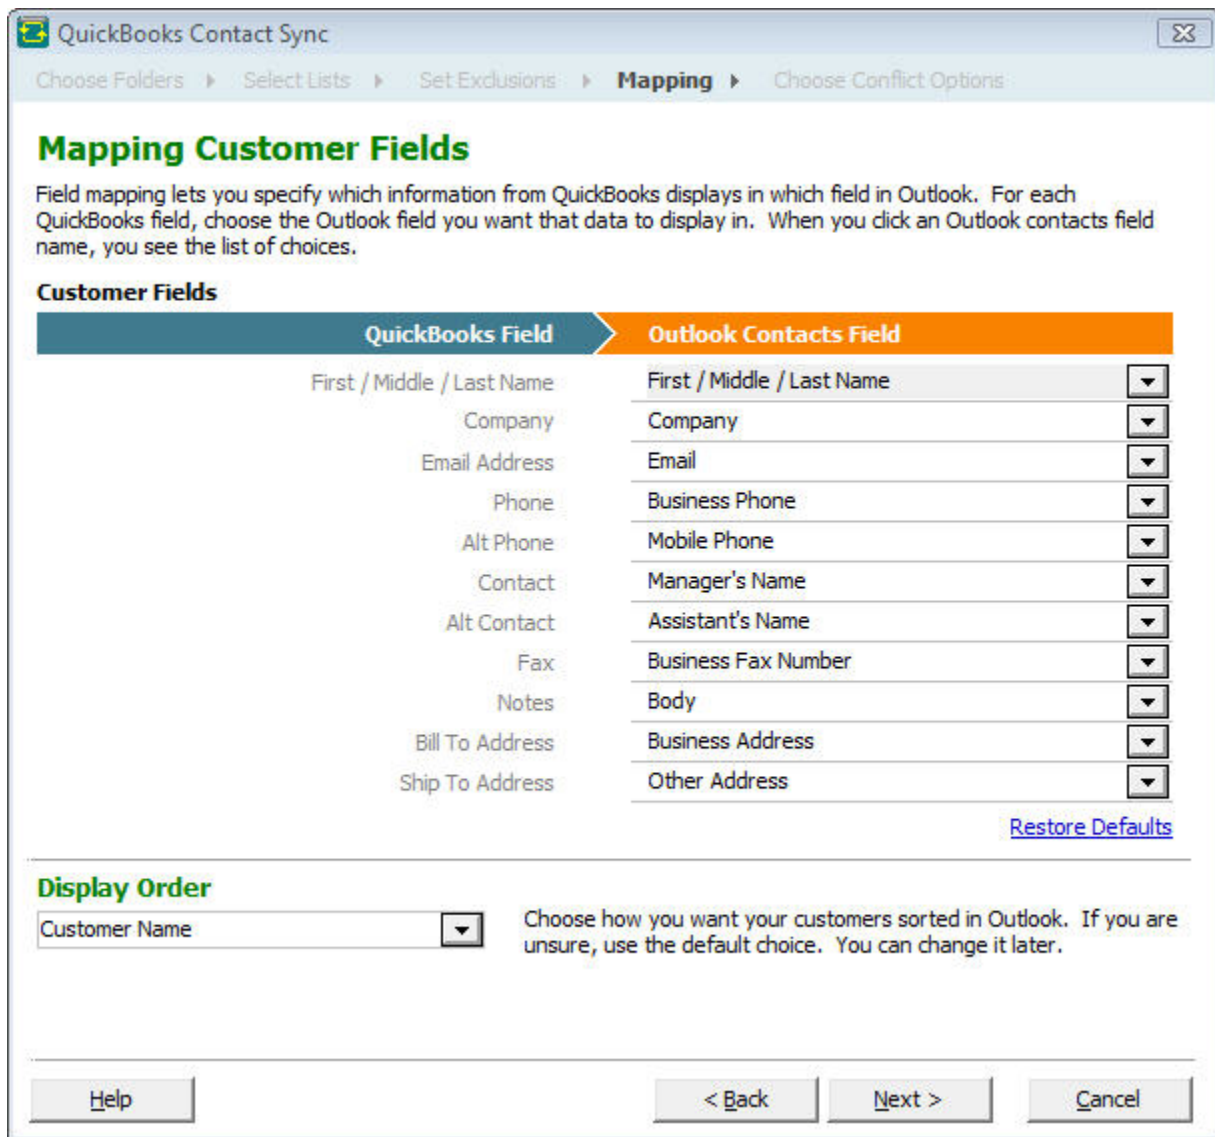 QuickBooks Contact Sync
Choose Folders Select Lists Set Exclusions Mapping Choose Conflict Options
Mapping Customer Fields
Field mapping lets you specify which information from QuickBooks displays in which field in Outlook. For each
QuickBooks field, choose the Outlook field you want that data to display in. When you click an Outlook contacts field
name, you see the list of choices.
Customer Fields
QuickBooks Field Outlook Contacts Field
First / Middle / Last Name First / Middle / Last Name
Company Company
Email Address Email
Phone Business Phone
Alt Phone Mobile Phone
Contact Manager's Name
Alt Contact Assistant's Name
Fax Business Fax Number
Notes Body
Bill To Address Business Address
Ship To Address Other Address
Restore Defaults
Display Order
Customer Name
Choose how you want your customers sorted in Outlook. If you are
unsure, use the default choice. You can change it later.
Help < Back Next > Cancel